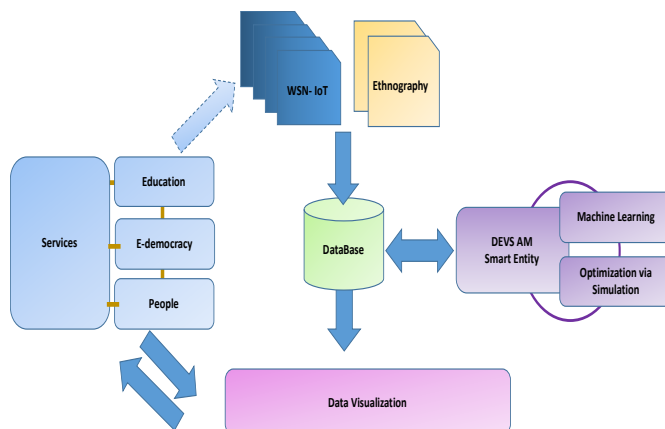 WSN- IoT
Ethnography
Services
Education
E-democracy
People
DataBase
DEVS AM
Smart Entity
Machine Learning
Optimization via
Simulation
Data Visualization